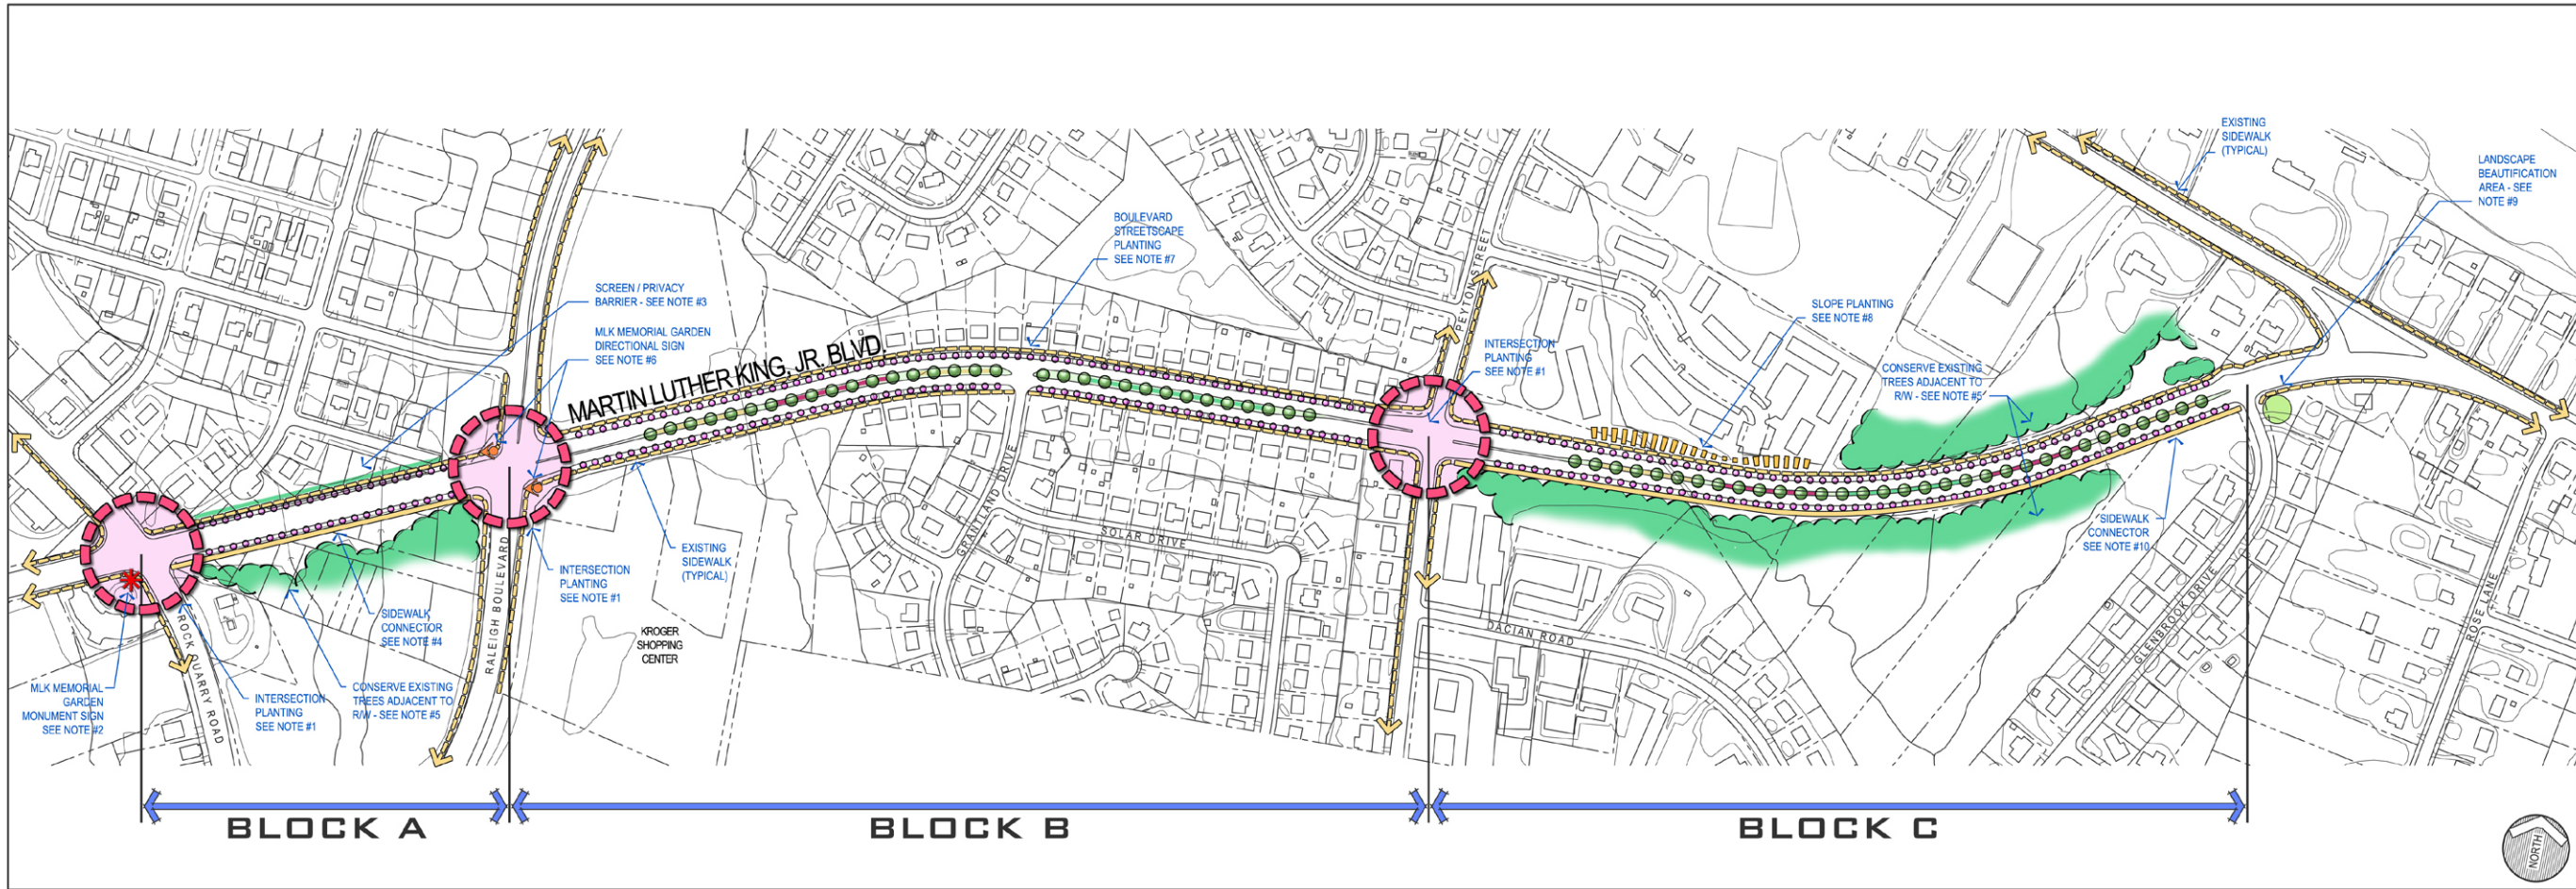 EXISTING
SIDEWALK
(TYPICAL)
LANDSCAPE
BEAUTIFICATION
AREA - SEE
NOTE #9
BOULEVARD
STREETSCAPE
PLANTING
SEE NOTE #7
PEYTON STREET
SCREEN / PRIVACY
BARRIER - SEE NOTE #3
MLK MEMORIAL GARDEN
DIRECTIONAL SIGN
SEE NOTE #6
SLOPE PLANTING
SEE NOTE #8
MARTIN LUTHER KING, JR. BLVD
INTERSECTION
PLANTING
SEE NOTE #1
CONSERVE EXISTING
TREES ADJACENT TO
R/W - SEE NOTE #5
GRANTLAND DRIVE
SOLAR DRIVE
SIDEWALK
CONNECTOR
SEE NOTE #10
EXISTING
SIDEWALK
(TYPICAL)
INTERSECTION
PLANTING
SEE NOTE #1
RALEIGH BOULEVARD
SIDEWALK
CONNECTOR
SEE NOTE #4
KROGER
SHOPPING
CENTER
DACIAN ROAD
GLENBROOK DRIVE
ROSE LANE
ROCK QUARRY ROAD
MLK MEMORIAL
GARDEN
MONUMENT SIGN
SEE NOTE #2
INTERSECTION
PLANTING
SEE NOTE #1
CONSERVE EXISTING
TREES ADJACENT TO
R/W - SEE NOTE #5
BLOCK A
BLOCK B
BLOCK C
NORTH